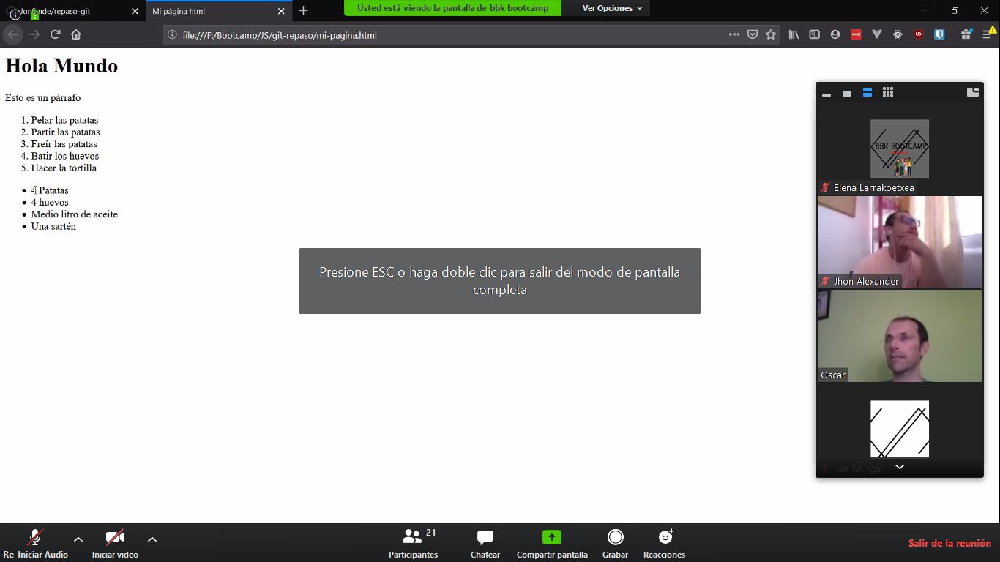 JonSinde/repaso-git
Mi página html
Usted está viendo la pantalla de bbk bootcamp
Ver Opciones
E
file:///F:/Bootcamp/JS/git-repaso/mi-pagina.html
Hola Mundo
Esto es un párrafo
1. Pelar las patatas
2. Partir las patatas
3. Freír las patatas
4. Batir los huevos
5. Hacer la tortilla
4 Patatas
4 huevos
Medio litro de aceite
Una sartén
Presione ESC o haga doble clic para salir del modo de pantalla
completa
BBK BOOTCAMP
Elena Larrakoetxea
Jhon Alexander
Oscar
Iker Murga
Re-Iniciar Audio
Iniciar video
21
Participantes
Chatear
Compartir pantalla
Grabar
Reacciones
Salir de la reunión